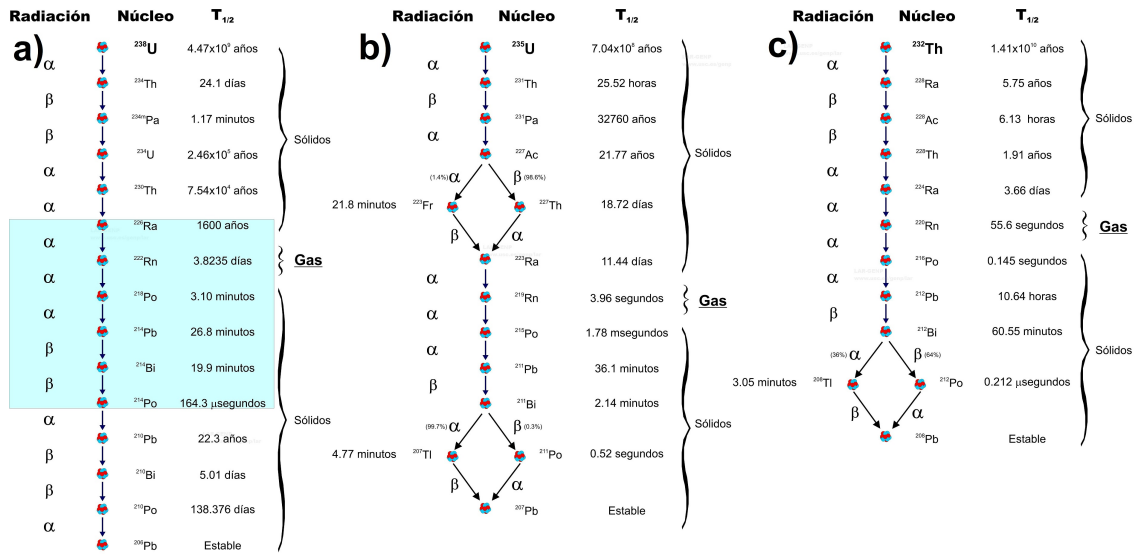 Radiación Núcleo T1/2
a)
²³⁸U 4.47x10⁹ años
α
²³⁴Th 24.1 días
β
²³⁴ᵐPa 1.17 minutos
β
Sólidos
²³⁴U 2.46x10⁵ años
α
²³⁰Th 7.54x10⁴ años
α
²²⁶Ra 1600 años
α
²²²Rn 3.8235 días
Gas
α
²¹⁸Po 3.10 minutos
α
²¹⁴Pb 26.8 minutos
β
²¹⁴Bi 19.9 minutos
β
²¹⁴Po 164.3 µsegundos
Sólidos
α
²¹⁰Pb 22.3 años
β
²¹⁰Bi 5.01 días
β
²¹⁰Po 138.376 días
α
²⁰⁶Pb Estable
Radiación Núcleo T1/2
b)
²³⁵U 7.04x10⁸ años
α
²³¹Th 25.52 horas
β
²³¹Pa 32760 años
α
²²⁷Ac 21.77 años
Sólidos
(1.4%) α β (98.6%)
21.8 minutos ²²³Fr ²²⁷Th 18.72 días
β α
²²³Ra 11.44 días
α
²¹⁹Rn 3.96 segundos
Gas
α
²¹⁵Po 1.78 msegundos
α
²¹¹Pb 36.1 minutos
β
²¹¹Bi 2.14 minutos
Sólidos
(99.7%) α β (0.3%)
4.77 minutos ²⁰⁷Tl ²¹¹Po 0.52 segundos
β α
²⁰⁷Pb Estable
Radiación Núcleo T1/2
c)
²³²Th 1.41x10¹⁰ años
α
²²⁸Ra 5.75 años
β
²²⁸Ac 6.13 horas
Sólidos
β
²²⁸Th 1.91 años
α
²²⁴Ra 3.66 días
α
²²⁰Rn 55.6 segundos
Gas
α
²¹⁶Po 0.145 segundos
α
²¹²Pb 10.64 horas
β
²¹²Bi 60.55 minutos
Sólidos
(36%) α β (64%)
3.05 minutos ²⁰⁸Tl ²¹²Po 0.212 µsegundos
β α
²⁰⁸Pb Estable